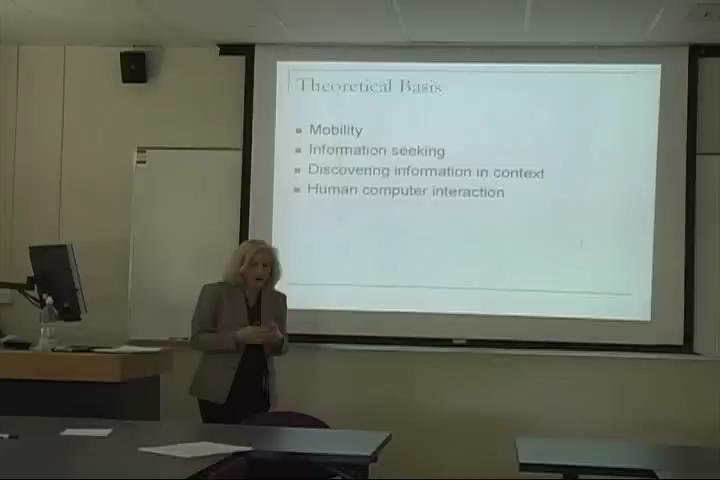 Theoretical Basis
Mobility
Information seeking
Discovering information in context
Human computer interaction